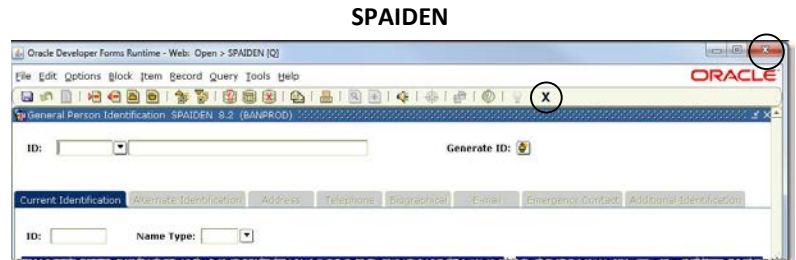 SPAIDEN
Oracle Developer Forms Runtime - Web: Open > SPAIDEN [Q]
File Edit Options Block Item Record Query Tools Help
ORACLE
X
General Person Identification SPAIDEN 8.2 (BANPROD)
ID:
Generate ID:
Current Identification Alternate Identification Address Telephone Biographical E-mail Emergency Contact Additional Identification
ID: Name Type: